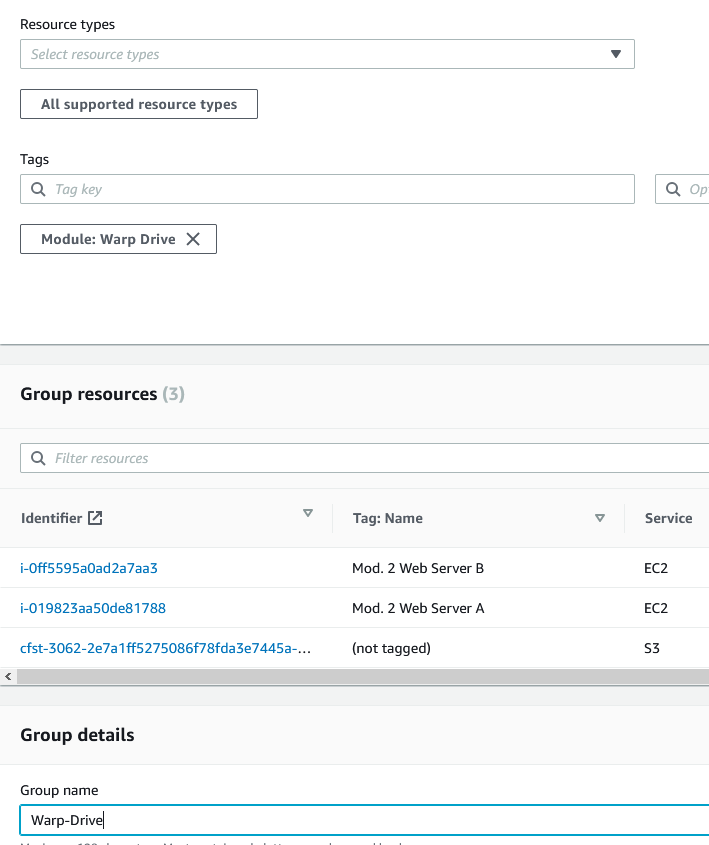 Resource types
Select resource types
All supported resource types
Tags
Tag key
Module: Warp Drive
Group resources (3)
Filter resources
Identifier Tag: Name Service
i-0ff5595a0ad2a7aa3 Mod. 2 Web Server B EC2
i-019823aa50de81788 Mod. 2 Web Server A EC2
cfst-3062-2e7a1ff5275086f78fda3e7445a-... (not tagged) S3
Group details
Group name
Warp-Drive